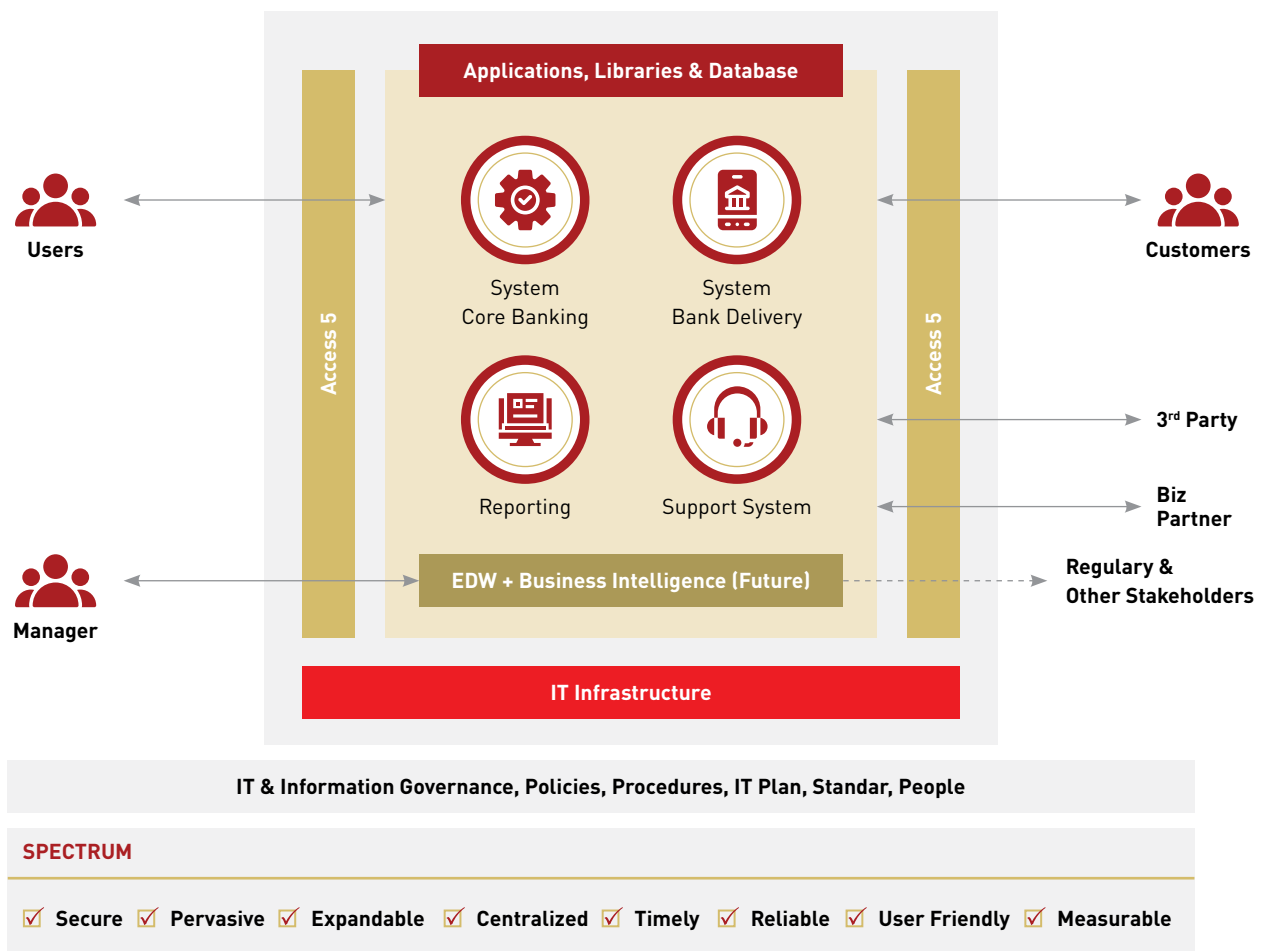 Applications, Libraries & Database
Users
Customers
Access 5
Access 5
System
Core Banking
System
Bank Delivery
3rd Party
Reporting
Support System
Biz
Partner
Manager
EDW + Business Intelligence (Future)
Regulary &
Other Stakeholders
IT Infrastructure
IT & Information Governance, Policies, Procedures, IT Plan, Standar, People
SPECTRUM
Secure Pervasive Expandable Centralized Timely Reliable User Friendly Measurable